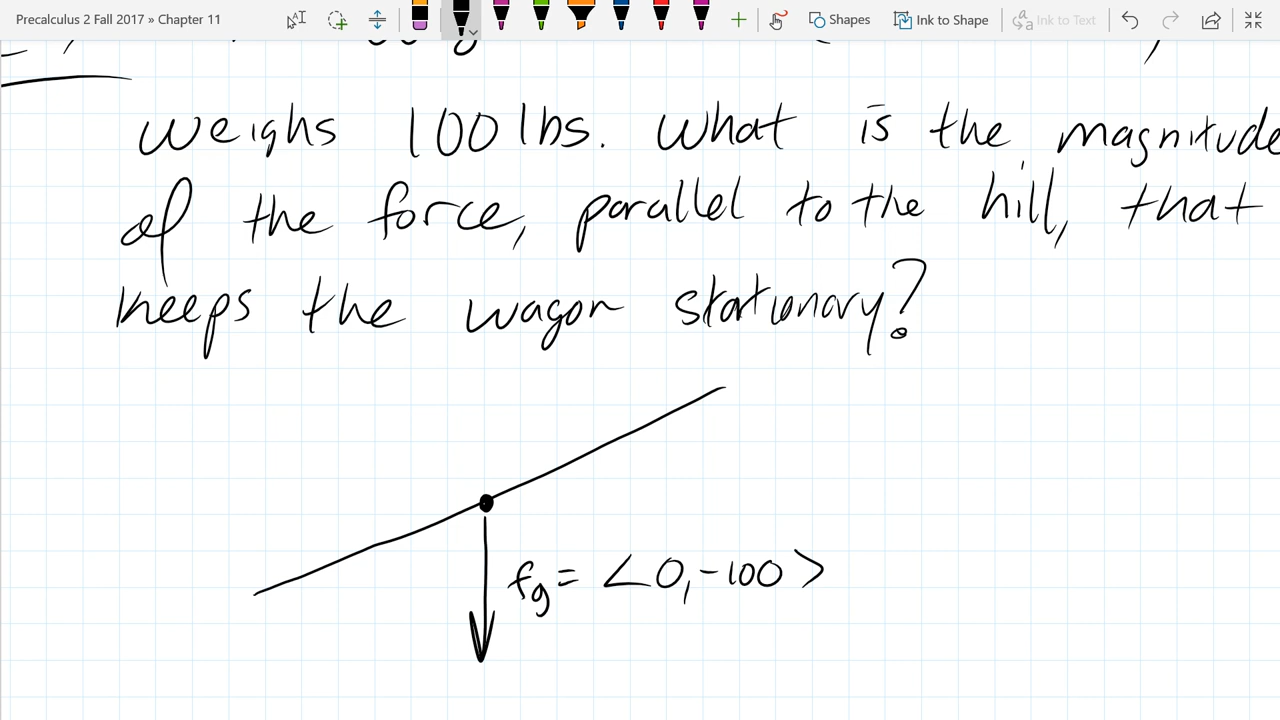 Precalculus 2 Fall 2017 » Chapter 11
Shapes
Ink to Shape
Ink to Text
weighs 100 lbs. What is the magnitude
of the force, parallel to the hill, that
keeps the wagon stationary?
fg = <0, -100>